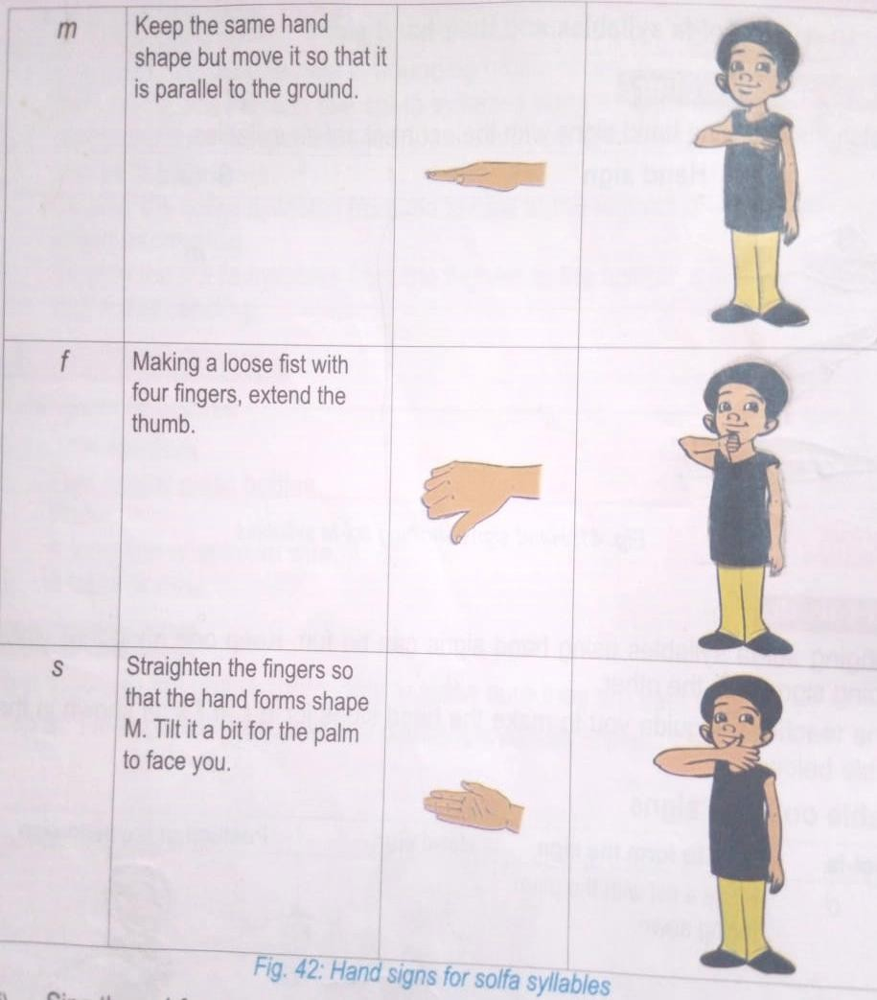 m
Keep the same hand
shape but move it so that it
is parallel to the ground.
f
Making a loose fist with
four fingers, extend the
thumb.
s
Straighten the fingers so
that the hand forms shape
M. Tilt it a bit for the palm
to face you.
Fig. 42: Hand signs for solfa syllables